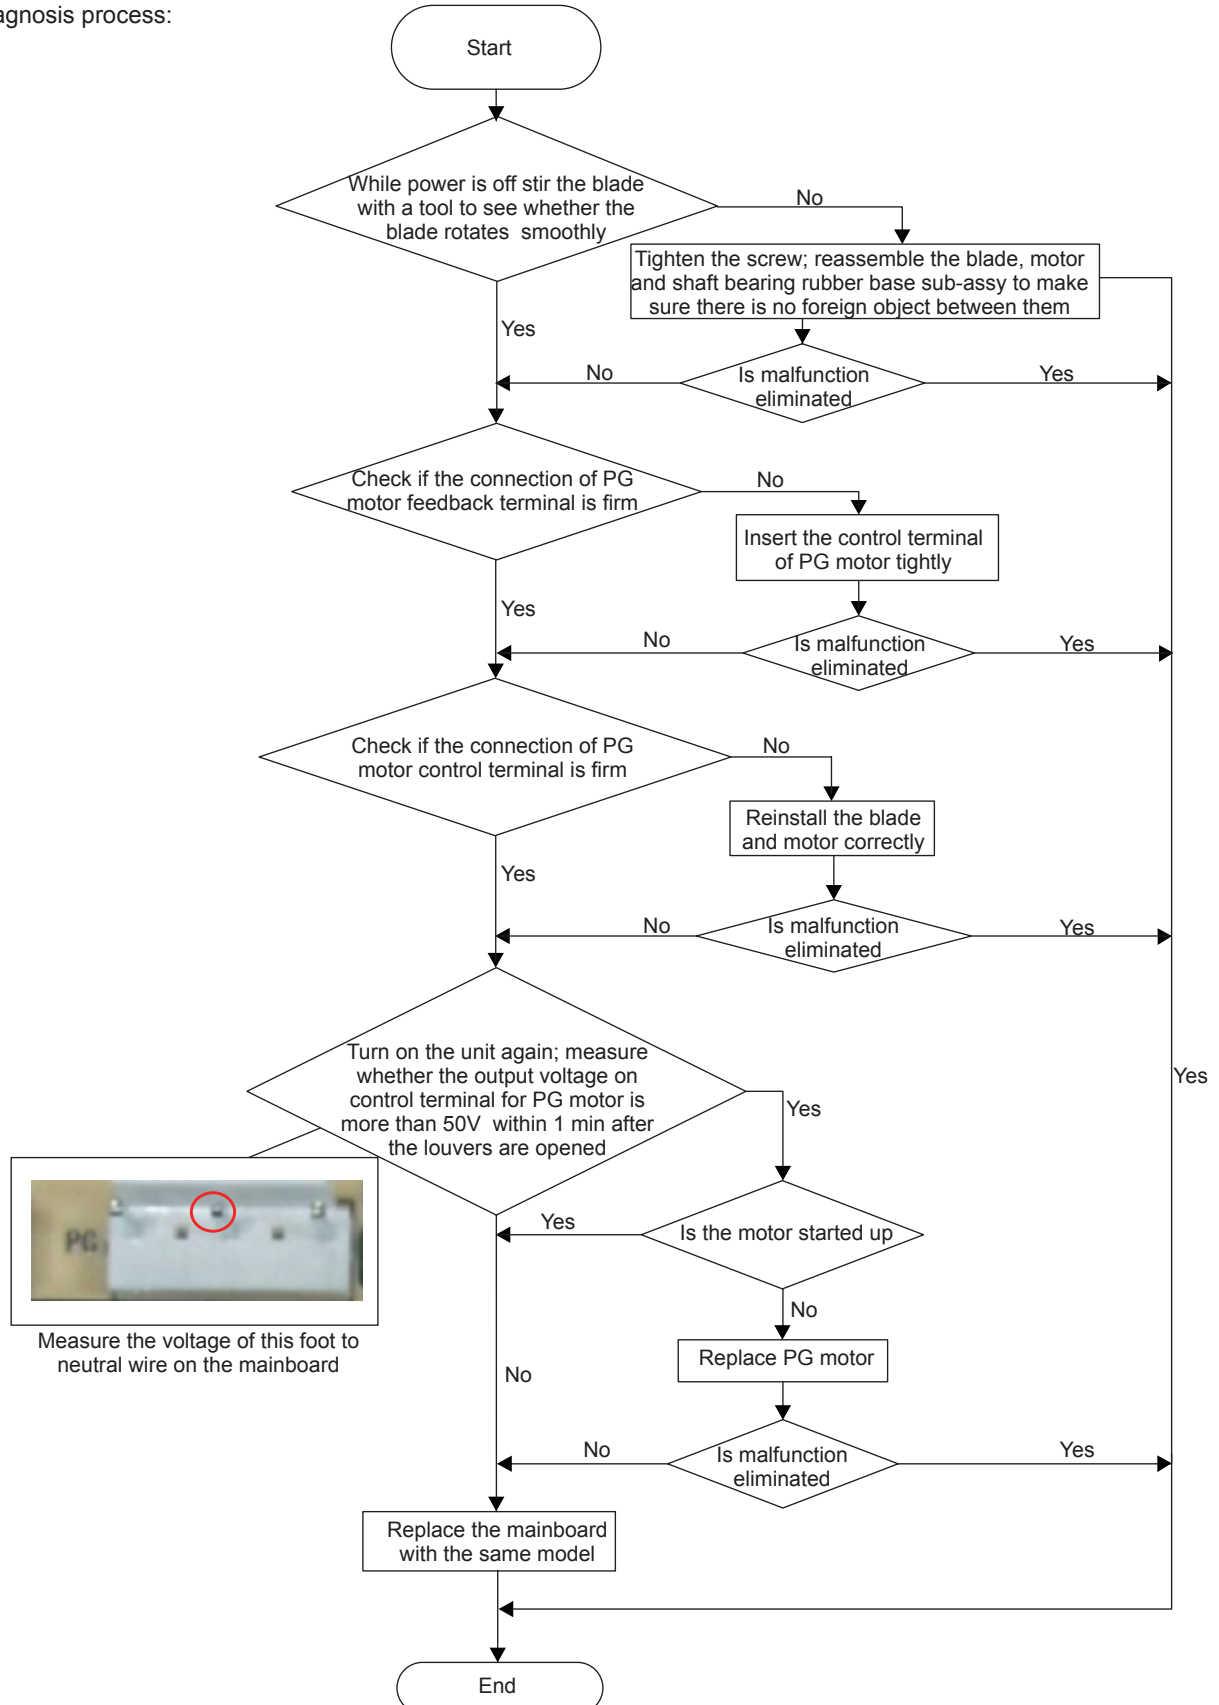 agnosis process:
Start
While power is off stir the blade
with a tool to see whether the
blade rotates smoothly
No
Tighten the screw; reassemble the blade, motor
and shaft bearing rubber base sub-assy to make
sure there is no foreign object between them
Yes
No
Is malfunction
eliminated
Yes
Check if the connection of PG
motor feedback terminal is firm
No
Insert the control terminal
of PG motor tightly
Yes
No
Is malfunction
eliminated
Yes
Check if the connection of PG
motor control terminal is firm
No
Reinstall the blade
and motor correctly
Yes
No
Is malfunction
eliminated
Yes
Turn on the unit again; measure
whether the output voltage on
control terminal for PG motor is
more than 50V within 1 min after
the louvers are opened
Yes
Yes
PG
Measure the voltage of this foot to
neutral wire on the mainboard
Yes
Is the motor started up
No
Replace PG motor
No
No
Is malfunction
eliminated
Yes
Replace the mainboard
with the same model
End